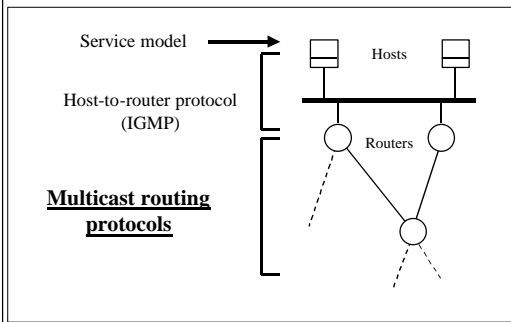 Service model
Hosts
Host-to-router protocol
(IGMP)
Routers
Multicast routing
protocols